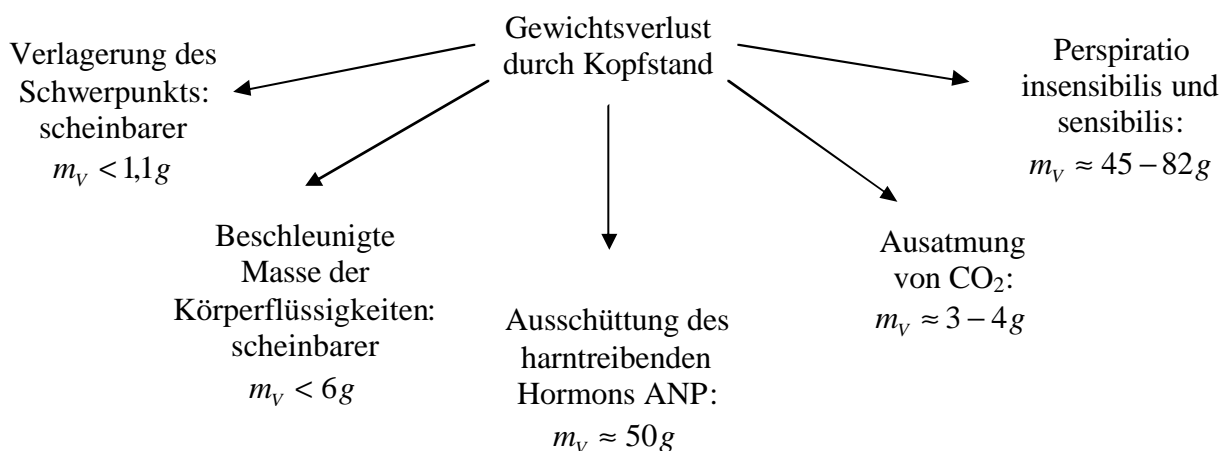 Gewichtsverlust
durch Kopfstand
Verlagerung des
Schwerpunkts:
scheinbarer
m_V < 1,1g
Beschleunigte
Masse der
Körperflüssigkeiten:
scheinbarer
m_V < 6g
Ausschüttung des
harntreibenden
Hormons ANP:
m_V ≈ 50g
Ausatmung
von CO₂:
m_V ≈ 3 – 4g
Perspiratio
insensibilis und
sensibilis:
m_V ≈ 45 – 82g